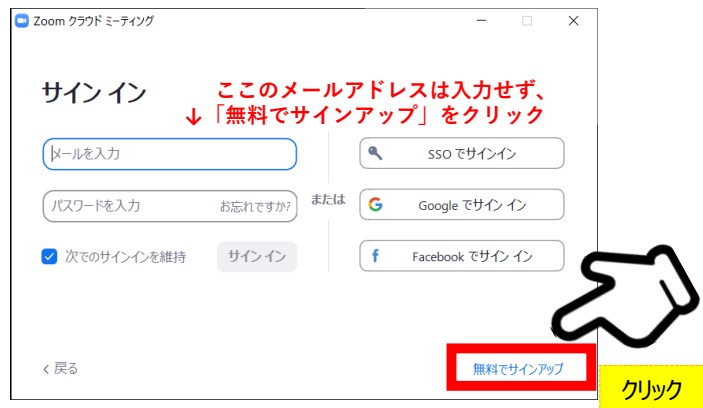 Zoom クラウド ミーティング
サイン イン
ここのメールアドレスは入力せず、
↓「無料でサインアップ」をクリック
メールを入力
パスワードを入力 お忘れですか?
次でのサインインを維持 サイン イン
または
SSO でサインイン
Google でサイン イン
Facebook でサイン イン
く戻る
無料でサインアップ
クリック